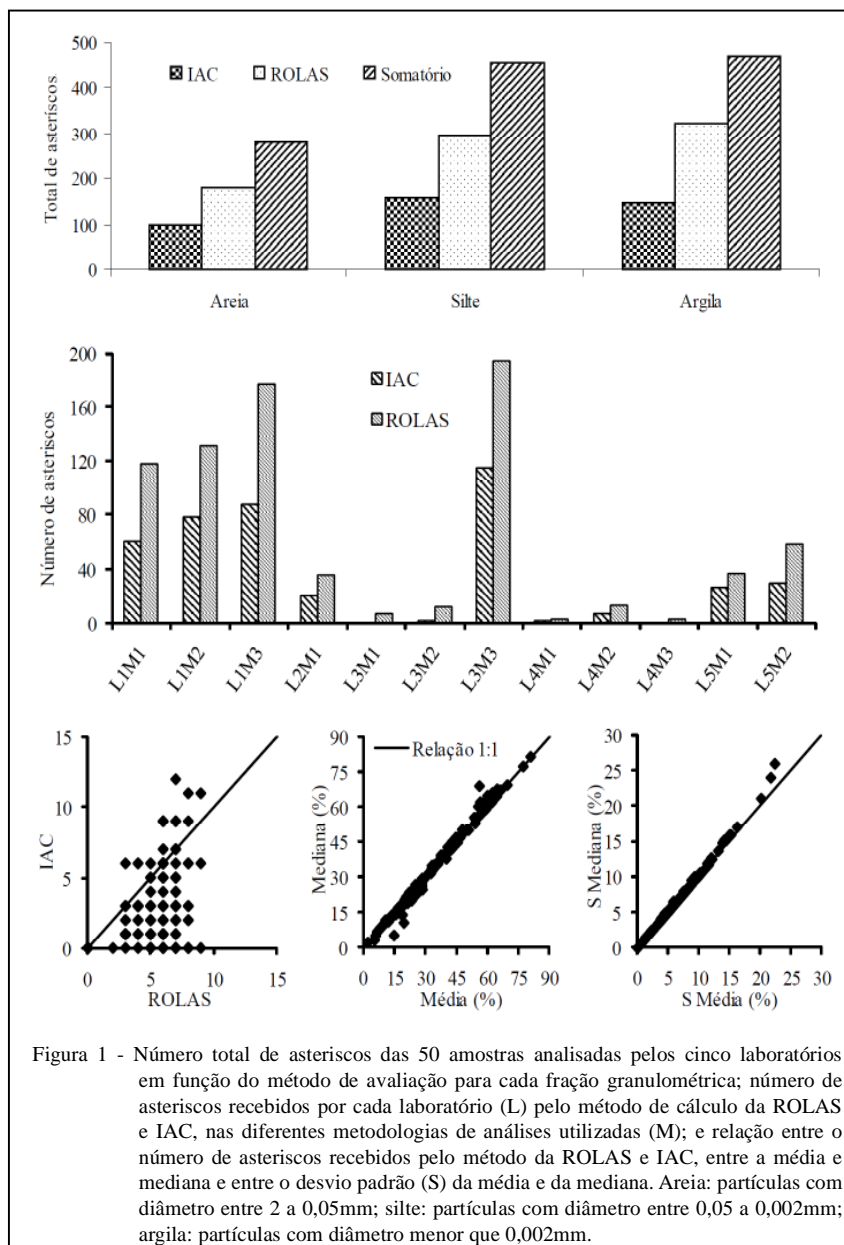 500
400
300
200
100
0
Total de asteriscos
IAC ROLAS Somatório
Areia Silte Argila
200
160
120
80
40
0
Número de asteriscos
IAC
ROLAS
L1M1 L1M2 L1M3 L2M1 L3M1 L3M2 L3M3 L4M1 L4M2 L4M3 L5M1 L5M2
15
10
5
0
IAC
0 5 10 15
ROLAS
90
75
60
45
30
15
0
Mediana (%)
Relação 1:1
0 15 30 45 60 75 90
Média (%)
30
25
20
15
10
5
0
S Mediana (%)
0 5 10 15 20 25 30
S Média (%)
Figura 1 - Número total de asteriscos das 50 amostras analisadas pelos cinco laboratórios
em função do método de avaliação para cada fração granulométrica; número de
asteriscos recebidos por cada laboratório (L) pelo método de cálculo da ROLAS
e IAC, nas diferentes metodologias de análises utilizadas (M); e relação entre o
número de asteriscos recebidos pelo método da ROLAS e IAC, entre a média e
mediana e entre o desvio padrão (S) da média e da mediana. Areia: partículas com
diâmetro entre 2 a 0,05mm; silte: partículas com diâmetro entre 0,05 a 0,002mm;
argila: partículas com diâmetro menor que 0,002mm.